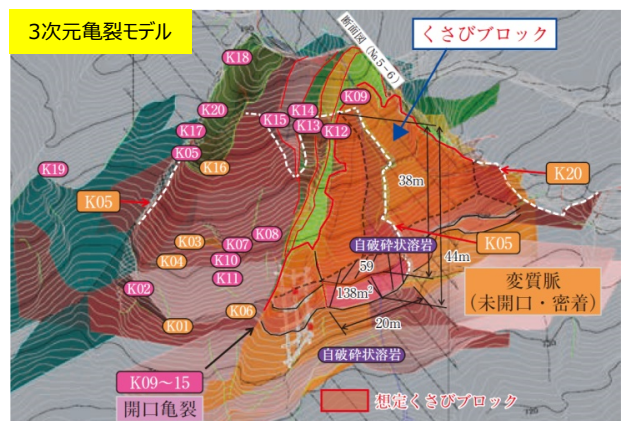 3次元亀裂モデル
断面図(No.5-6)
くさびブロック
K18
K20
K17
K05
K16
K19
K15
K14
K13
K12
K09
K05
K03
K04
K08
K07
K10
K11
K02
K01
K06
38m
44m
K20
K05
自破砕状溶岩
59
138m²
20m
変質脈
(未開口・密着)
自破砕状溶岩
K09～15
開口亀裂
想定くさびブロック
120